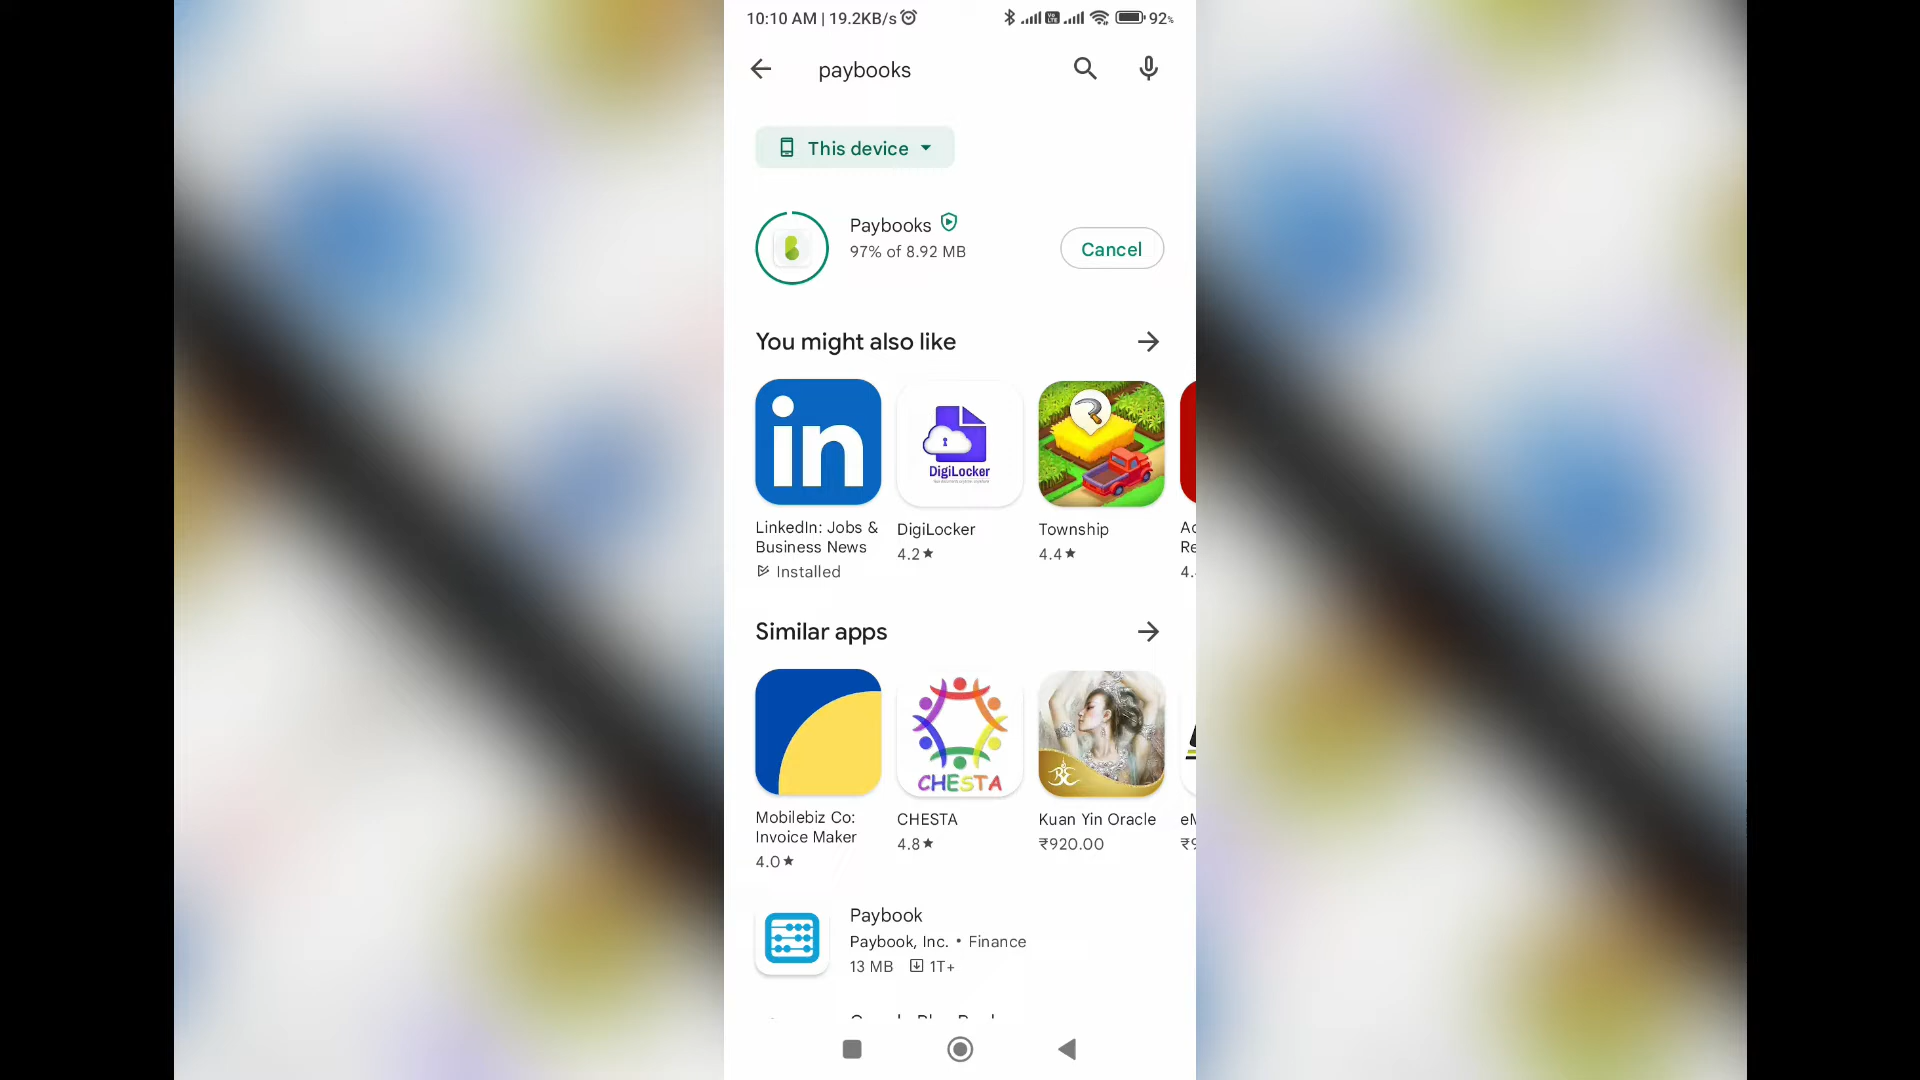 10:10 AM | 19.2KB/s
92%
paybooks
This device
Paybooks
97% of 8.92 MB
Cancel
You might also like
in
DigiLocker
LinkedIn: Jobs &
Business News
Installed
DigiLocker
4.2★
Township
4.4★
Similar apps
CHESTA
Mobilebiz Co:
Invoice Maker
4.0★
CHESTA
4.8★
Kuan Yin Oracle
₹920.00
Paybook
Paybook, Inc. • Finance
13 MB 1T+